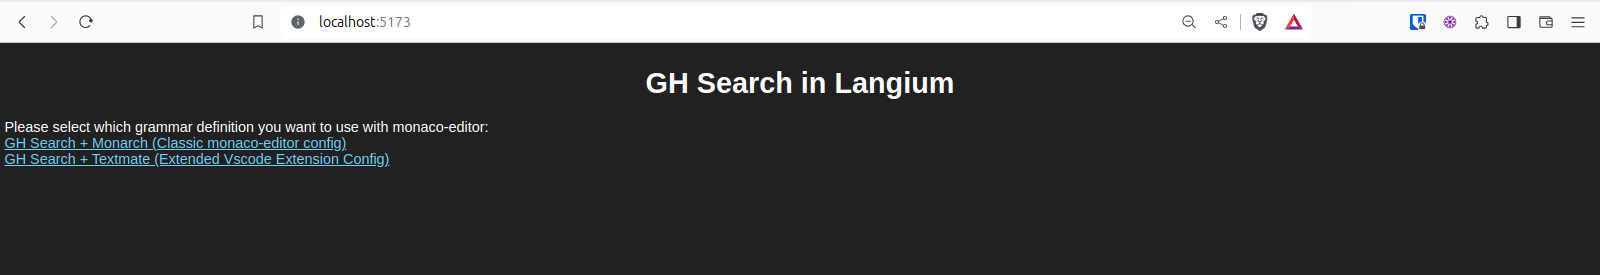 localhost:5173
GH Search in Langium
Please select which grammar definition you want to use with monaco-editor:
GH Search + Monarch (Classic monaco-editor config)
GH Search + Textmate (Extended Vscode Extension Config)